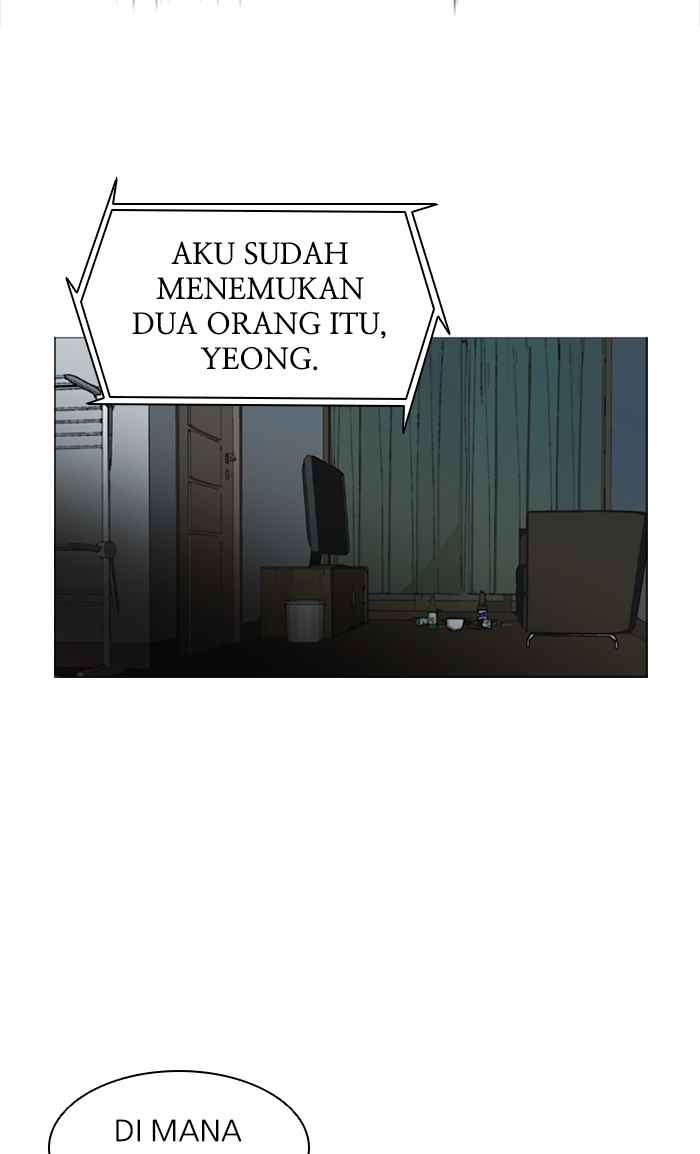 AKU SUDAH
MENEMUKAN
DUA ORANG ITU,
YEONG.
DI MANA